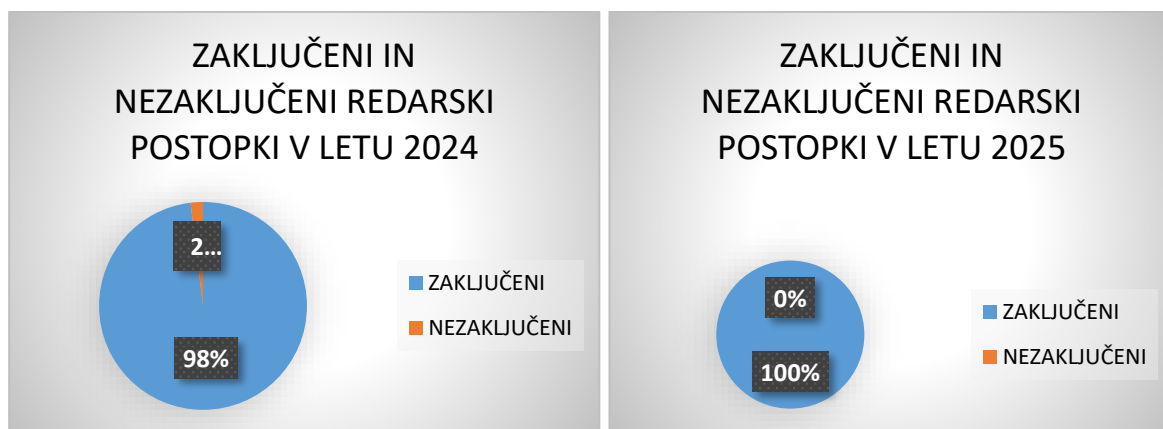 ZAKLJUČENI IN
NEZAKLJUČENI REDARSKI
POSTOPKI V LETU 2024
2...
98%
ZAKLJUČENI
NEZAKLJUČENI
ZAKLJUČENI IN
NEZAKLJUČENI REDARSKI
POSTOPKI V LETU 2025
0%
100%
ZAKLJUČENI
NEZAKLJUČENI